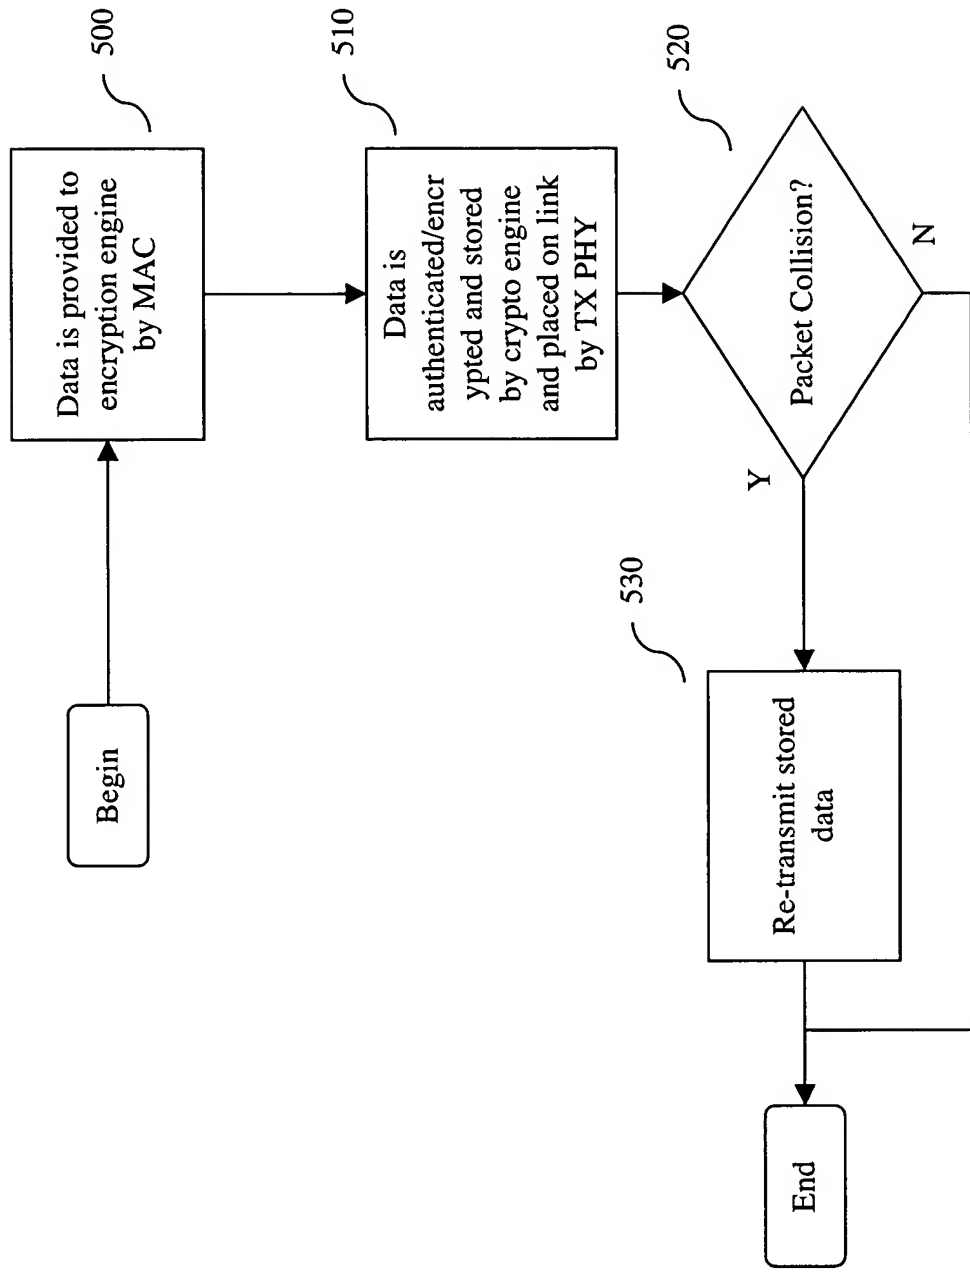 Begin
500
Data is provided to
encryption engine
by MAC
510
Data is
authenticated/encr
ypted and stored
by crypto engine
and placed on link
by TX PHY
520
Packet Collision?
Y
N
530
Re-transmit stored
data
End